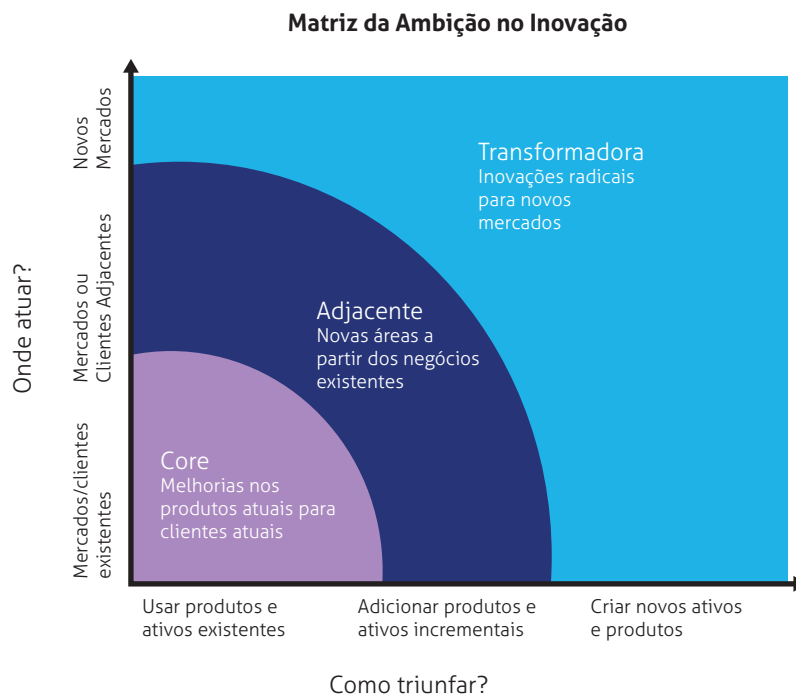 Matriz da Ambição no Inovação
Onde atuar?
Novos
Mercados
Mercados ou
Clientes Adjacentes
Mercados/clientes
existentes
Transformadora
Inovações radicais
para novos
mercados
Adjacente
Novas áreas a
partir dos negócios
existentes
Core
Melhorias nos
produtos atuais para
clientes atuais
Usar produtos e
ativos existentes
Adicionar produtos e
ativos incrementais
Criar novos ativos
e produtos
Como triunfar?